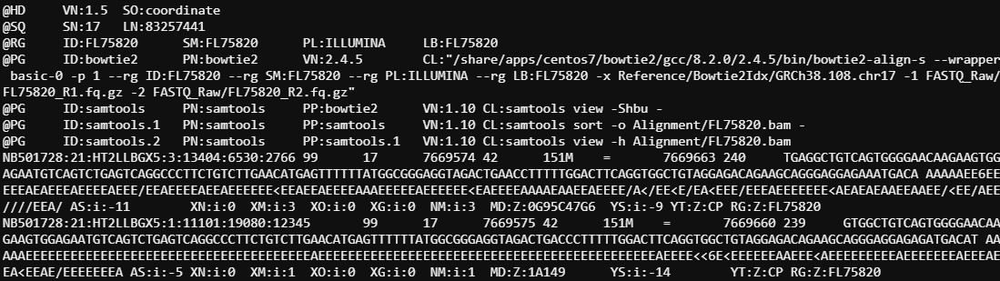 @HD VN:1.5 SO:coordinate
@SQ SN:17 LN:83257441
@RG ID:FL75820 SM:FL75820 PL:ILLUMINA LB:FL75820
@PG ID:bowtie2 PN:bowtie2 VN:2.4.5 CL:"/share/apps/centos7/bowtie2/gcc/8.2.0/2.4.5/bin/bowtie2-align-s --wrapper
basic-0 -p 1 --rg ID:FL75820 --rg SM:FL75820 --rg PL:ILLUMINA --rg LB:FL75820 -x Reference/Bowtie2Idx/GRCh38.108.chr17 -1 FASTQ_Raw/
FL75820_R1.fq.gz -2 FASTQ_Raw/FL75820_R2.fq.gz"
@PG ID:samtools PN:samtools PP:bowtie2 VN:1.10 CL:samtools view -Shbu -
@PG ID:samtools.1 PN:samtools PP:samtools VN:1.10 CL:samtools sort -o Alignment/FL75820.bam -
@PG ID:samtools.2 PN:samtools PP:samtools.1 VN:1.10 CL:samtools view -h Alignment/FL75820.bam
NB501728:21:HT2LLBGX5:3:13404:6530:2766 99 17 7669574 42 151M = 7669663 240 TGAGGCTGTCAGTGGGGAACAAGAAGTGG
AGAATGTCAGTCTGAGTCAGGCCCTTCTGTCTTGAACATGAGTTTTTTATGGCGGGAGGTAGACTGAACCTTTTTGGACTTCAGGTGGCTGTAGGAGACAGAAGCAGGGAGGAGAAATGACA AAAAAEE6EE
EEEEAEAEEEAEEEEAEEE/EEAEEEEAEEAEEEEEE<EEAEEAEEEEAAAEEEEEAEEEEEE<EAEEEEAAAAEAAEEAEEEE/A</EE<E/EA<EEE/EEEAEEEEEEE<AEAEAEAAEEAAEE/<EE/AEE
////EEA/ AS:i:-11 XN:i:0 XM:i:3 XO:i:0 XG:i:0 NM:i:3 MD:Z:0G95C47G6 YS:i:-9 YT:Z:CP RG:Z:FL75820
NB501728:21:HT2LLBGX5:1:11101:19080:12345 99 17 7669575 42 151M = 7669660 239 GTGGCTGTCAGTGGGGAACAA
GAAGTGGAGAATGTCAGTCTGAGTCAGGCCCTTCTGTCTTGAACATGAGTTTTTTATGGCGGGAGGTAGACTGACCCTTTTTGGACTTCAGGTGGCTGTAGGAGACAGAAGCAGGGAGGAGAGATGACAT AA
AAAEEEEEEEEEEEEEEEEEEEEEEEEEEEEEAEEEEEEEEEEEEEEEEEEEEEEEEEEEEEEEEEEEEEEAEEEE<<6E<EEEEEEAAEEE<AEEEEEEEEEEAEEEEEEEAEEEAE
EA<EEAE/EEEEEEEA AS:i:-5 XN:i:0 XM:i:1 XO:i:0 XG:i:0 NM:i:1 MD:Z:1A149 YS:i:-14 YT:Z:CP RG:Z:FL75820